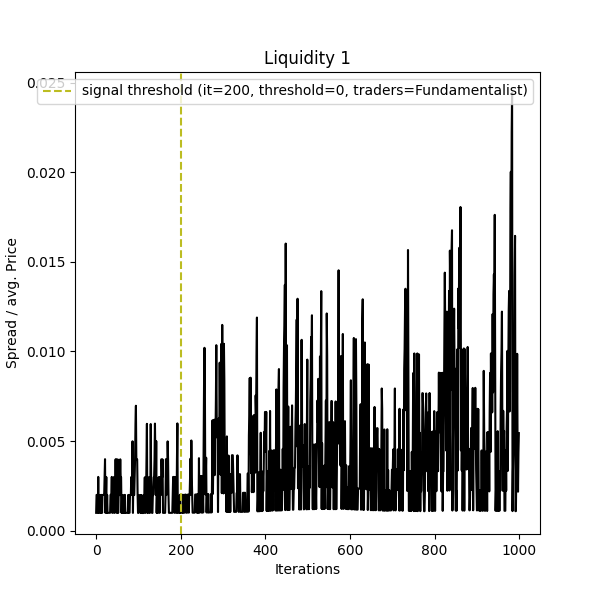 Liquidity 1
signal threshold (it=200, threshold=0, traders=Fundamentalist)
0.025
0.020
0.015
0.010
0.005
0.000
Spread / avg. Price
0 200 400 600 800 1000
Iterations